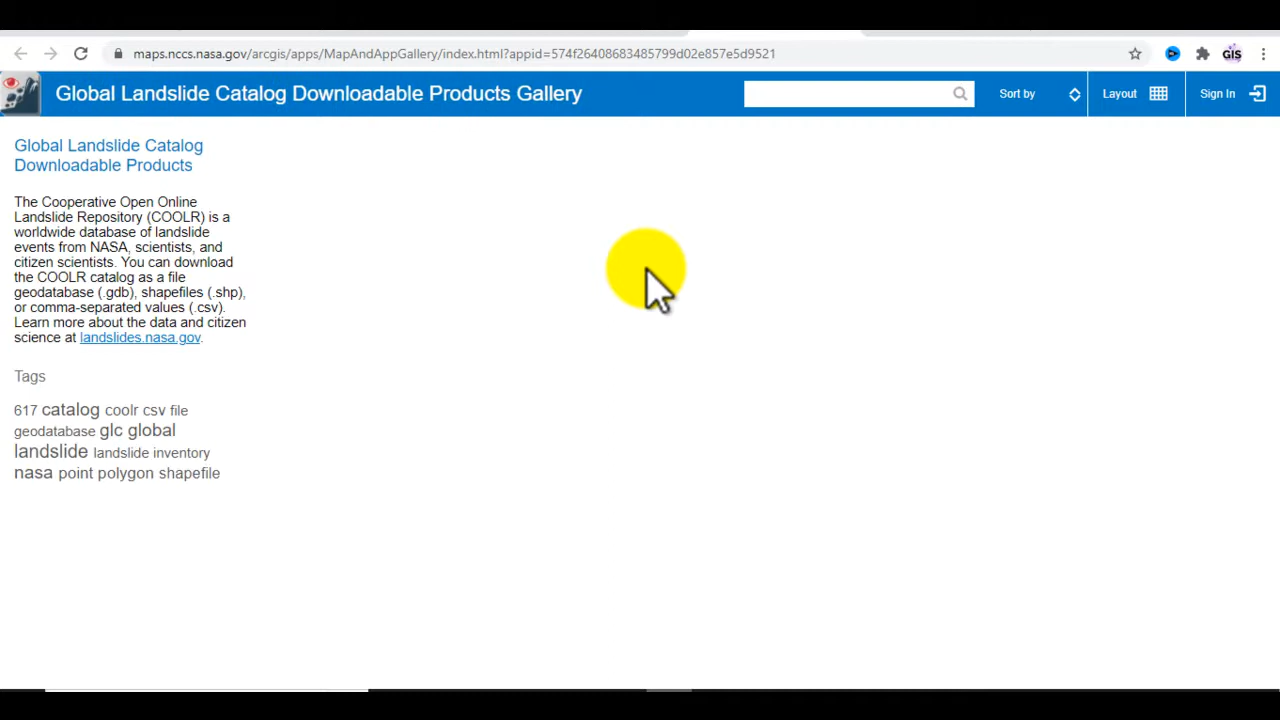 maps.nccs.nasa.gov/arcgis/apps/MapAndAppGallery/index.html?appid=574f26408683485799d02e857e5d9521
GIS
Global Landslide Catalog Downloadable Products Gallery
Sort by
Layout
Sign In
Global Landslide Catalog
Downloadable Products
The Cooperative Open Online
Landslide Repository (COOLR) is a
worldwide database of landslide
events from NASA, scientists, and
citizen scientists. You can download
the COOLR catalog as a file
geodatabase (.gdb), shapefiles (.shp),
or comma-separated values (.csv).
Learn more about the data and citizen
science at landslides.nasa.gov.
Tags
617 catalog coolr csv file
geodatabase glc global
landslide landslide inventory
nasa point polygon shapefile